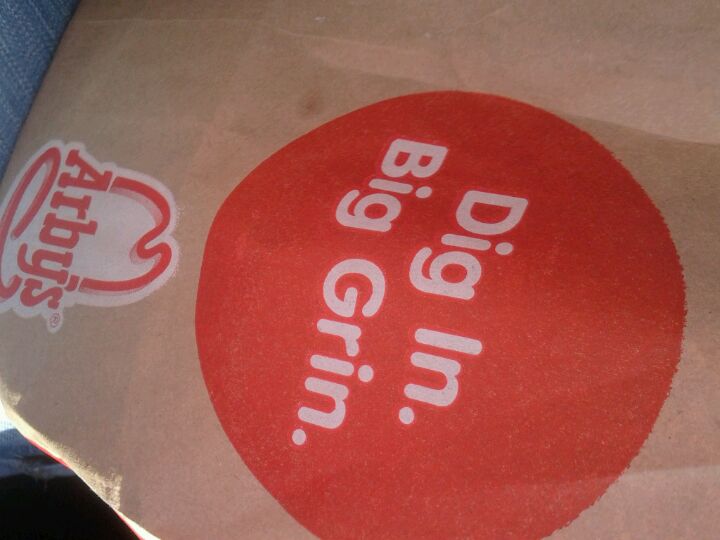 Dig In.
Big Grin.
Arby's®